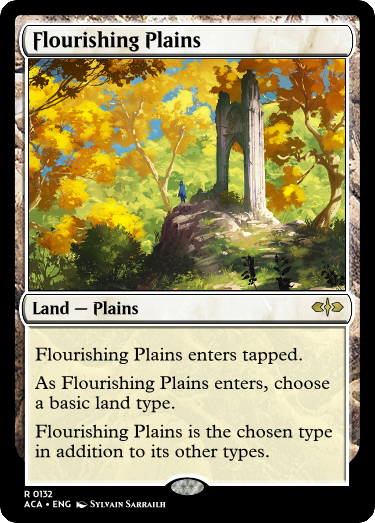 Flourishing Plains
Land — Plains
Flourishing Plains enters tapped.
As Flourishing Plains enters, choose
a basic land type.
Flourishing Plains is the chosen type
in addition to its other types.
R 0132
ACA • ENG Sylvain Sarrailh